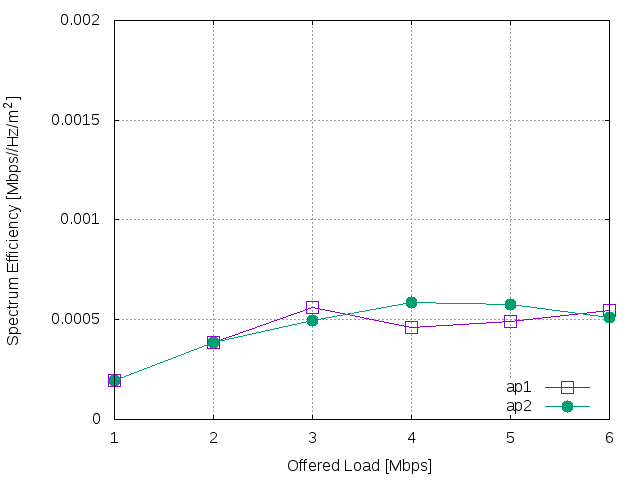 0.002
0.0015
0.001
0.0005
0
Spectrum Efficiency [Mbps//Hz/m²]
ap1
ap2
1 2 3 4 5 6
Offered Load [Mbps]